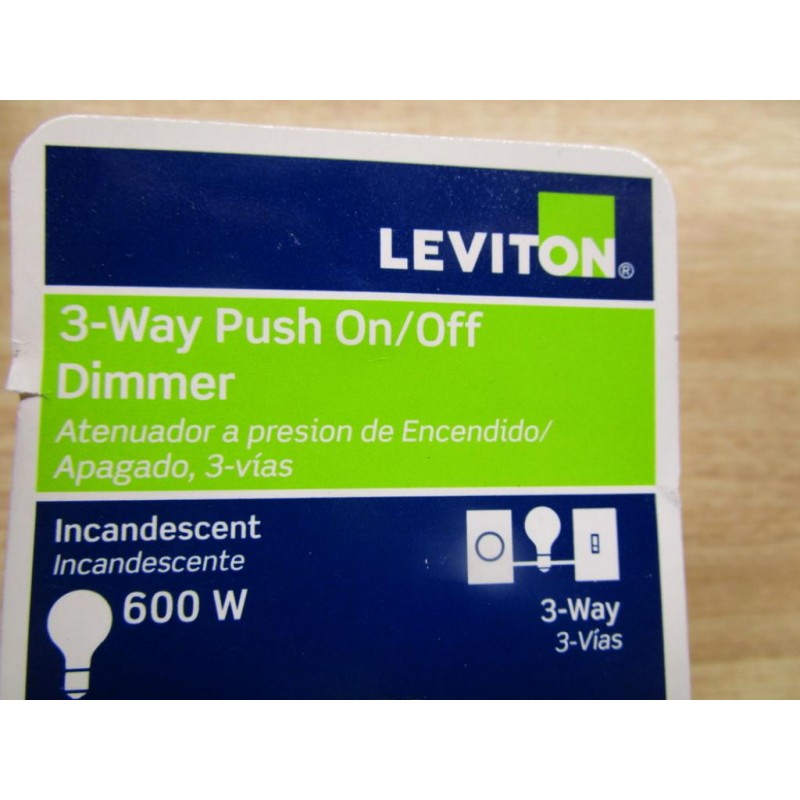 LEVITON®
3-Way Push On/Off
Dimmer
Atenuador a presion de Encendido/
Apagado, 3-vías
Incandescent
Incandescente
600 W
3-Way
3-Vías